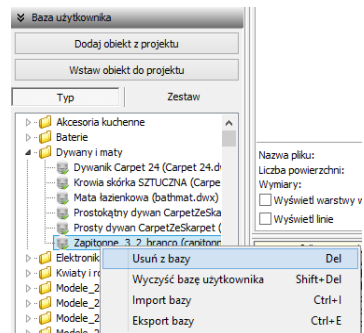 Baza użytkownika
Dodaj obiekt z projektu
Wstaw obiekt do projektu
Typ Zestaw
Akcesoria kuchenne
Baterie
Dywany i maty
Dywanik Carpet 24 (Carpet 24.d
Krowia skórka SZTUCZNA (Carpe
Mata łazienkowa (bathmat.dwx)
Prostokątny dywan CarpetZeSka
Prosty dywan CarpetZeSkarpet (
Zapitonne_3_2_branco (capitonn
Elektronik
Kwiaty i ro
Modele_2
Modele_2
Modele_2
Usuń z bazy Del
Wyczyść bazę użytkownika Shift+Del
Import bazy Ctrl+I
Eksport bazy Ctrl+E
Nazwa pliku:
Liczba powierzchni:
Wymiary:
Wyświetl warstwy w
Wyświetl linie